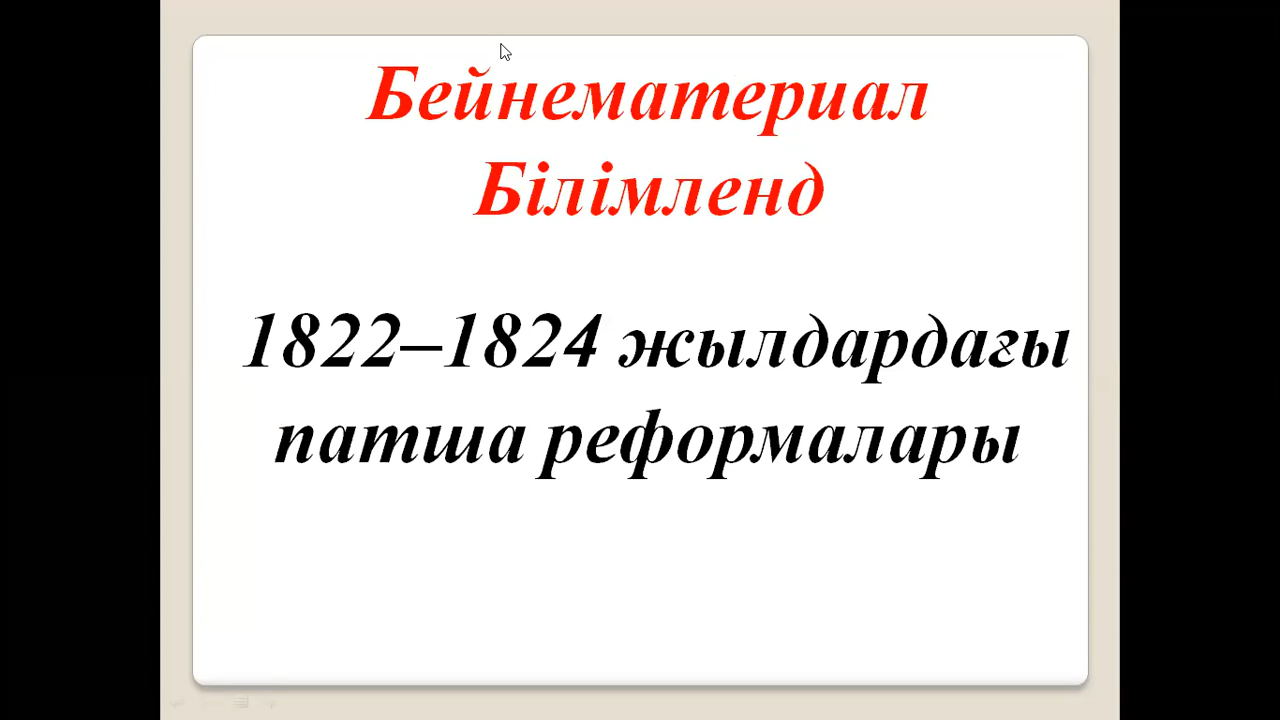 Бейнематериал
Білімленд
1822–1824 жылдардағы
патша реформалары